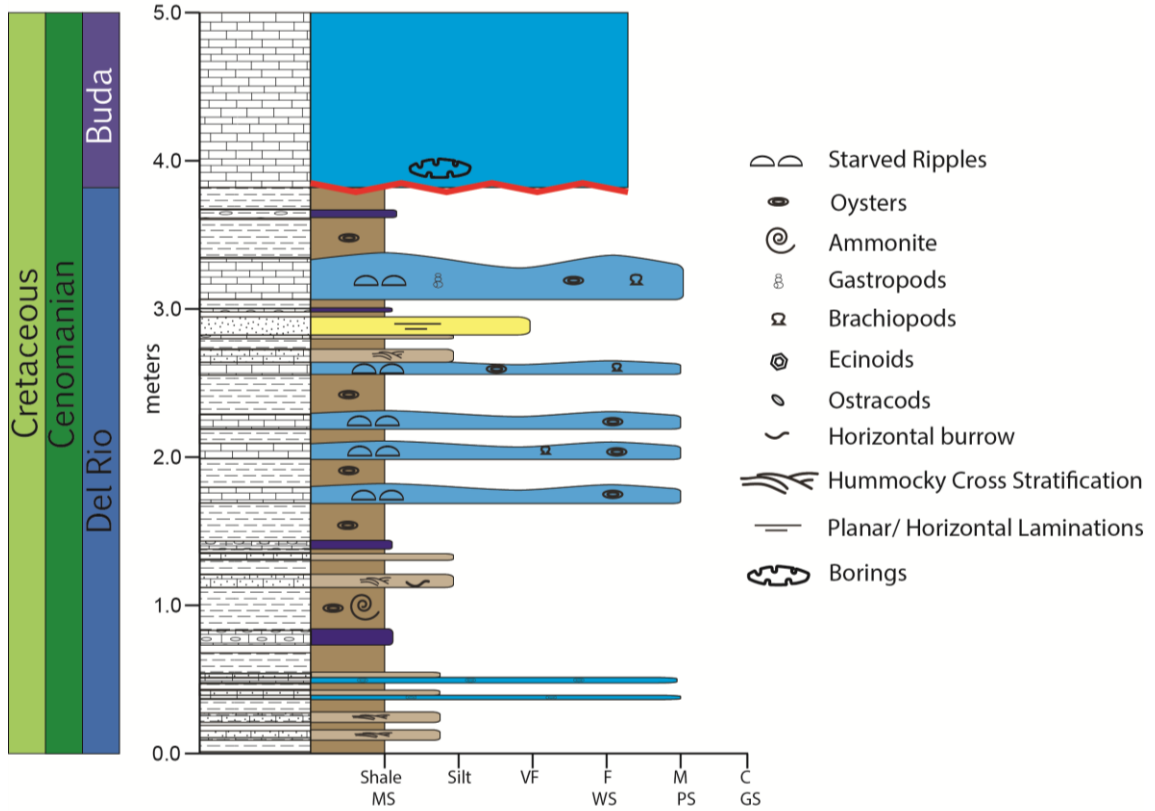 Cretaceous
Cenomanian
Buda
Del Rio
meters
5.0
4.0
3.0
2.0
1.0
0.0
Shale
MS
Silt
VF
F
WS
M
PS
C
GS
Starved Ripples
Oysters
Ammonite
Gastropods
Brachiopods
Ecinoids
Ostracods
Horizontal burrow
Hummocky Cross Stratification
Planar/ Horizontal Laminations
Borings